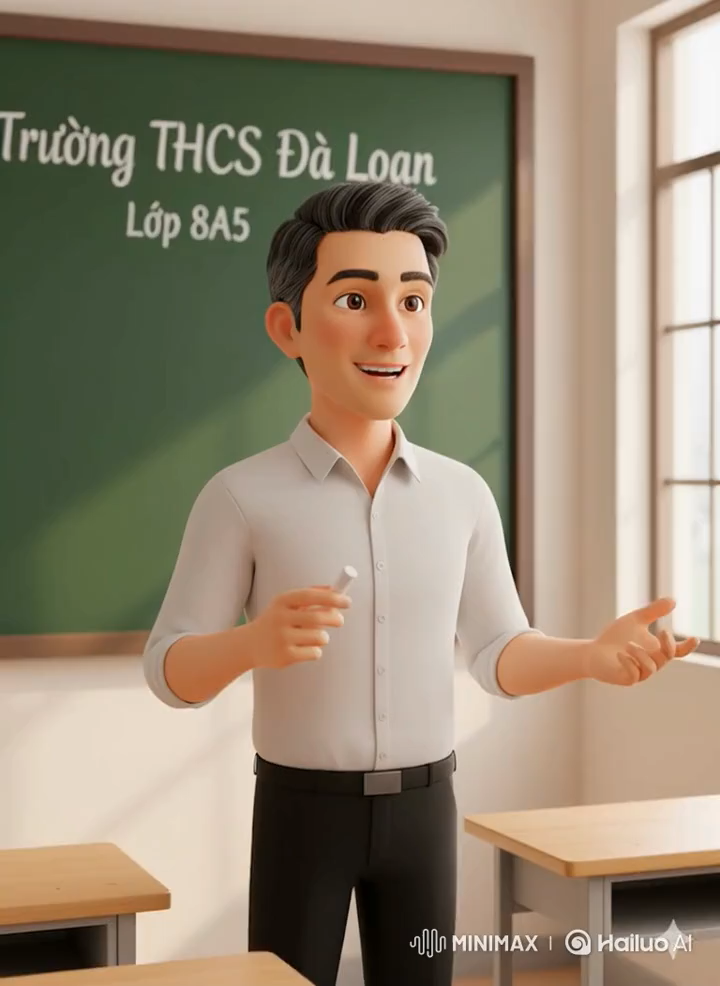 Trường THCS Đà Loan
Lớp 8A5
MINIMAX | Hailuo AI